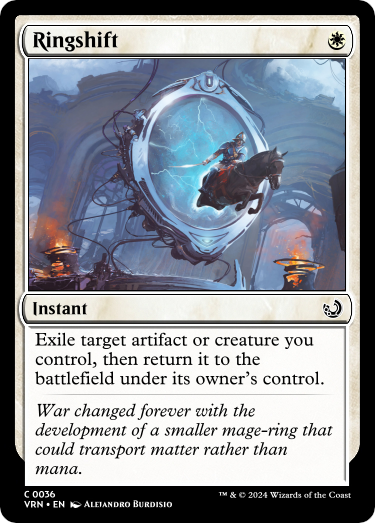 Ringshift
Instant
Exile target artifact or creature you
control, then return it to the
battlefield under its owner's control.
War changed forever with the
development of a smaller mage-ring that
could transport matter rather than
mana.
C 0036
VRN • EN Alejandro Burdisio
™ & © 2024 Wizards of the Coast